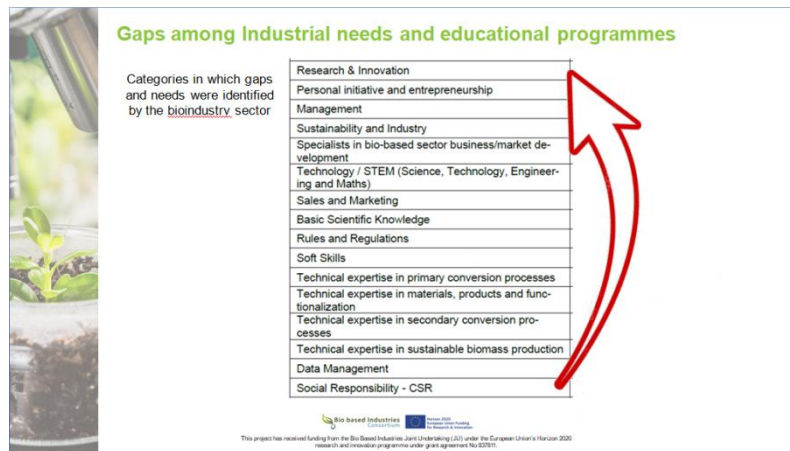 Gaps among Industrial needs and educational programmes
Categories in which gaps
and needs were identified
by the bioindustry sector
Research & Innovation
Personal initiative and entrepreneurship
Management
Sustainability and Industry
Specialists in bio-based sector business/market de-
velopment
Technology / STEM (Science, Technology, Engineer-
ing and Maths)
Sales and Marketing
Basic Scientific Knowledge
Rules and Regulations
Soft Skills
Technical expertise in primary conversion processes
Technical expertise in materials, products and func-
tionalization
Technical expertise in secondary conversion pro-
cesses
Technical expertise in sustainable biomass production
Data Management
Social Responsibility - CSR
Bio based Industries
Consortium
Horizon 2020
European Union Funding
for Research & Innovation
This project has received funding from the Bio Based Industries Joint Undertaking (JU) under the European Union's Horizon 2020
research and innovation programme under grant agreement No 837811.